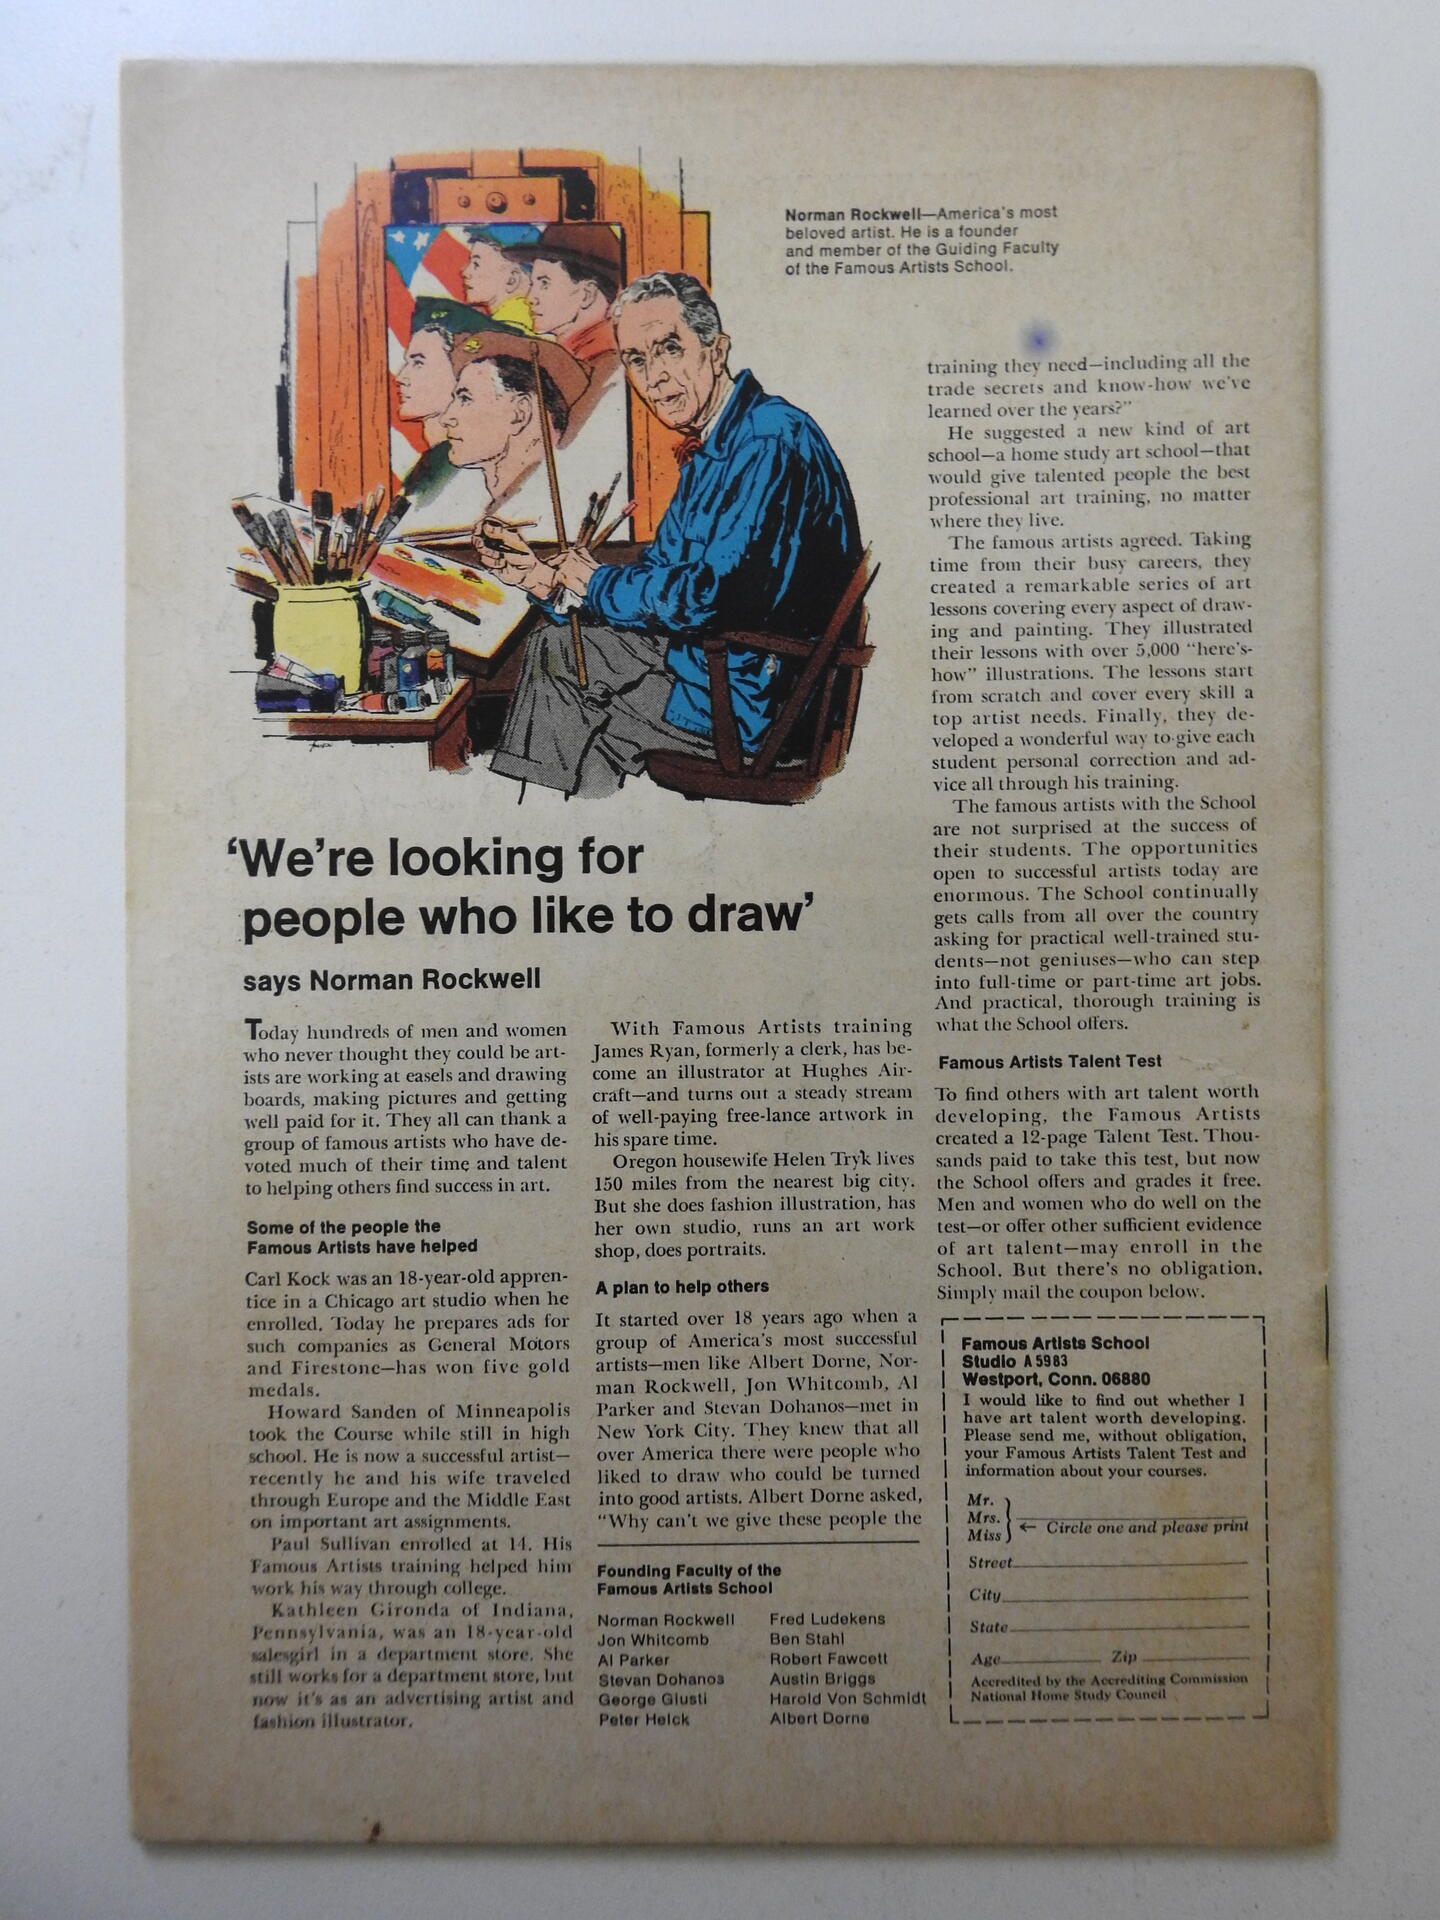 Norman Rockwell—America's most
beloved artist. He is a founder
and member of the Guiding Faculty
of the Famous Artists School.
'We're looking for
people who like to draw'
says Norman Rockwell
Today hundreds of men and women
who never thought they could be art-
ists are working at easels and drawing
boards, making pictures and getting
well paid for it. They all can thank a
group of famous artists who have de-
voted much of their time and talent
to helping others find success in art.
Some of the people the
Famous Artists have helped
Carl Kock was an 18-year-old appren-
tice in a Chicago art studio when he
enrolled. Today he prepares ads for
such companies as General Motors
and Firestone—has won five gold
medals.
Howard Sanden of Minneapolis
took the Course while still in high
school. He is now a successful artist—
recently he and his wife traveled
through Europe and the Middle East
on important art assignments.
Paul Sullivan enrolled at 14. His
Famous Artists training helped him
work his way through college.
Kathleen Gironda of Indiana,
Pennsylvania, was an 18-year-old
salesgirl in a department store. She
still works for a department store, but
now it's as an advertising artist and
fashion illustrator.
With Famous Artists training
James Ryan, formerly a clerk, has be-
come an illustrator at Hughes Air-
craft—and turns out a steady stream
of well-paying free-lance artwork in
his spare time.
Oregon housewife Helen Tryk lives
150 miles from the nearest big city.
But she does fashion illustration, has
her own studio, runs an art work
shop, does portraits.
A plan to help others
It started over 18 years ago when a
group of America's most successful
artists—men like Albert Dorne, Nor-
man Rockwell, Jon Whitcomb, Al
Parker and Stevan Dohanos—met in
New York City. They knew that all
over America there were people who
liked to draw who could be turned
into good artists. Albert Dorne asked,
"Why can't we give these people the
Founding Faculty of the
Famous Artists School
Norman Rockwell
Jon Whitcomb
Al Parker
Stevan Dohanos
George Giusti
Peter Helck
Fred Ludekens
Ben Stahl
Robert Fawcett
Austin Briggs
Harold Von Schmidt
Albert Dorne
training they need—including all the
trade secrets and know-how we've
learned over the years?"
He suggested a new kind of art
school—a home study art school—that
would give talented people the best
professional art training, no matter
where they live.
The famous artists agreed. Taking
time from their busy careers, they
created a remarkable series of art
lessons covering every aspect of draw-
ing and painting. They illustrated
their lessons with over 5,000 "here's-
how" illustrations. The lessons start
from scratch and cover every skill a
top artist needs. Finally, they de-
veloped a wonderful way to give each
student personal correction and ad-
vice all through his training.
The famous artists with the School
are not surprised at the success of
their students. The opportunities
open to successful artists today are
enormous. The School continually
gets calls from all over the country
asking for practical well-trained stu-
dents—not geniuses—who can step
into full-time or part-time art jobs.
And practical, thorough training is
what the School offers.
Famous Artists Talent Test
To find others with art talent worth
developing, the Famous Artists
created a 12-page Talent Test. Thou-
sands paid to take this test, but now
the School offers and grades it free.
Men and women who do well on the
test—or offer other sufficient evidence
of art talent—may enroll in the
School. But there's no obligation.
Simply mail the coupon below.
Famous Artists School
Studio A5983
Westport, Conn. 06880
I would like to find out whether I
have art talent worth developing.
Please send me, without obligation,
your Famous Artists Talent Test and
information about your courses.
Mr.
Mrs.
Miss
← Circle one and please print
Street
City
State
Age Zip
Accredited by the Accrediting Commission
National Home Study Council